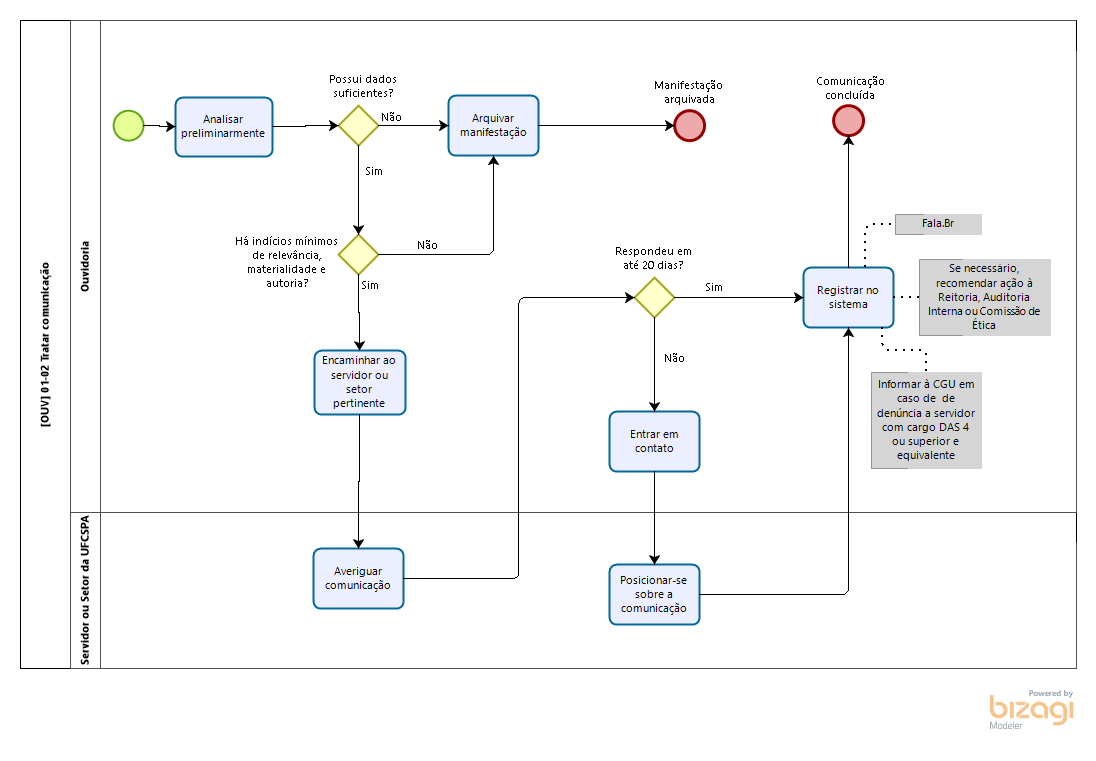 [OUV] 01-02 Tratar comunicação
Ouvidoria
Analisar
preliminarmente
Possui dados
suficientes?
Não
Sim
Arquivar
manifestação
Manifestação
arquivada
Comunicação
concluída
Há indícios mínimos
de relevância,
materialidade e
autoria?
Não
Sim
Encaminhar ao
servidor ou
setor
pertinente
Respondeu em
até 20 dias?
Sim
Não
Entrar em
contato
Registrar no
sistema
Fala.Br
Se necessário,
recomendar ação à
Reitoria, Auditoria
Interna ou Comissão de
Ética
Informar à CGU em
caso de de
denúncia a servidor
com cargo DAS 4
ou superior e
equivalente
Servidor ou Setor da UFCSPA
Averiguar
comunicação
Posicionar-se
sobre a
comunicação
Powered by
bizagi
Modeler